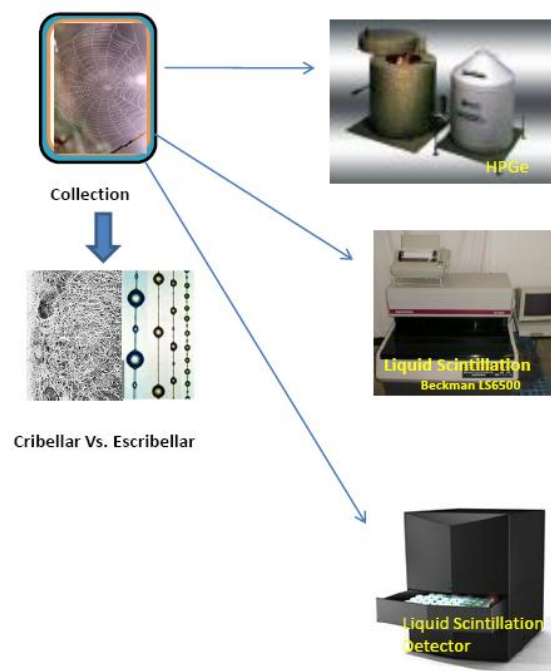 HPGe
Collection
Liquid Scintillation
Beckman LS6500
Cribellar Vs. Escribellar
Liquid Scintillation
Detector